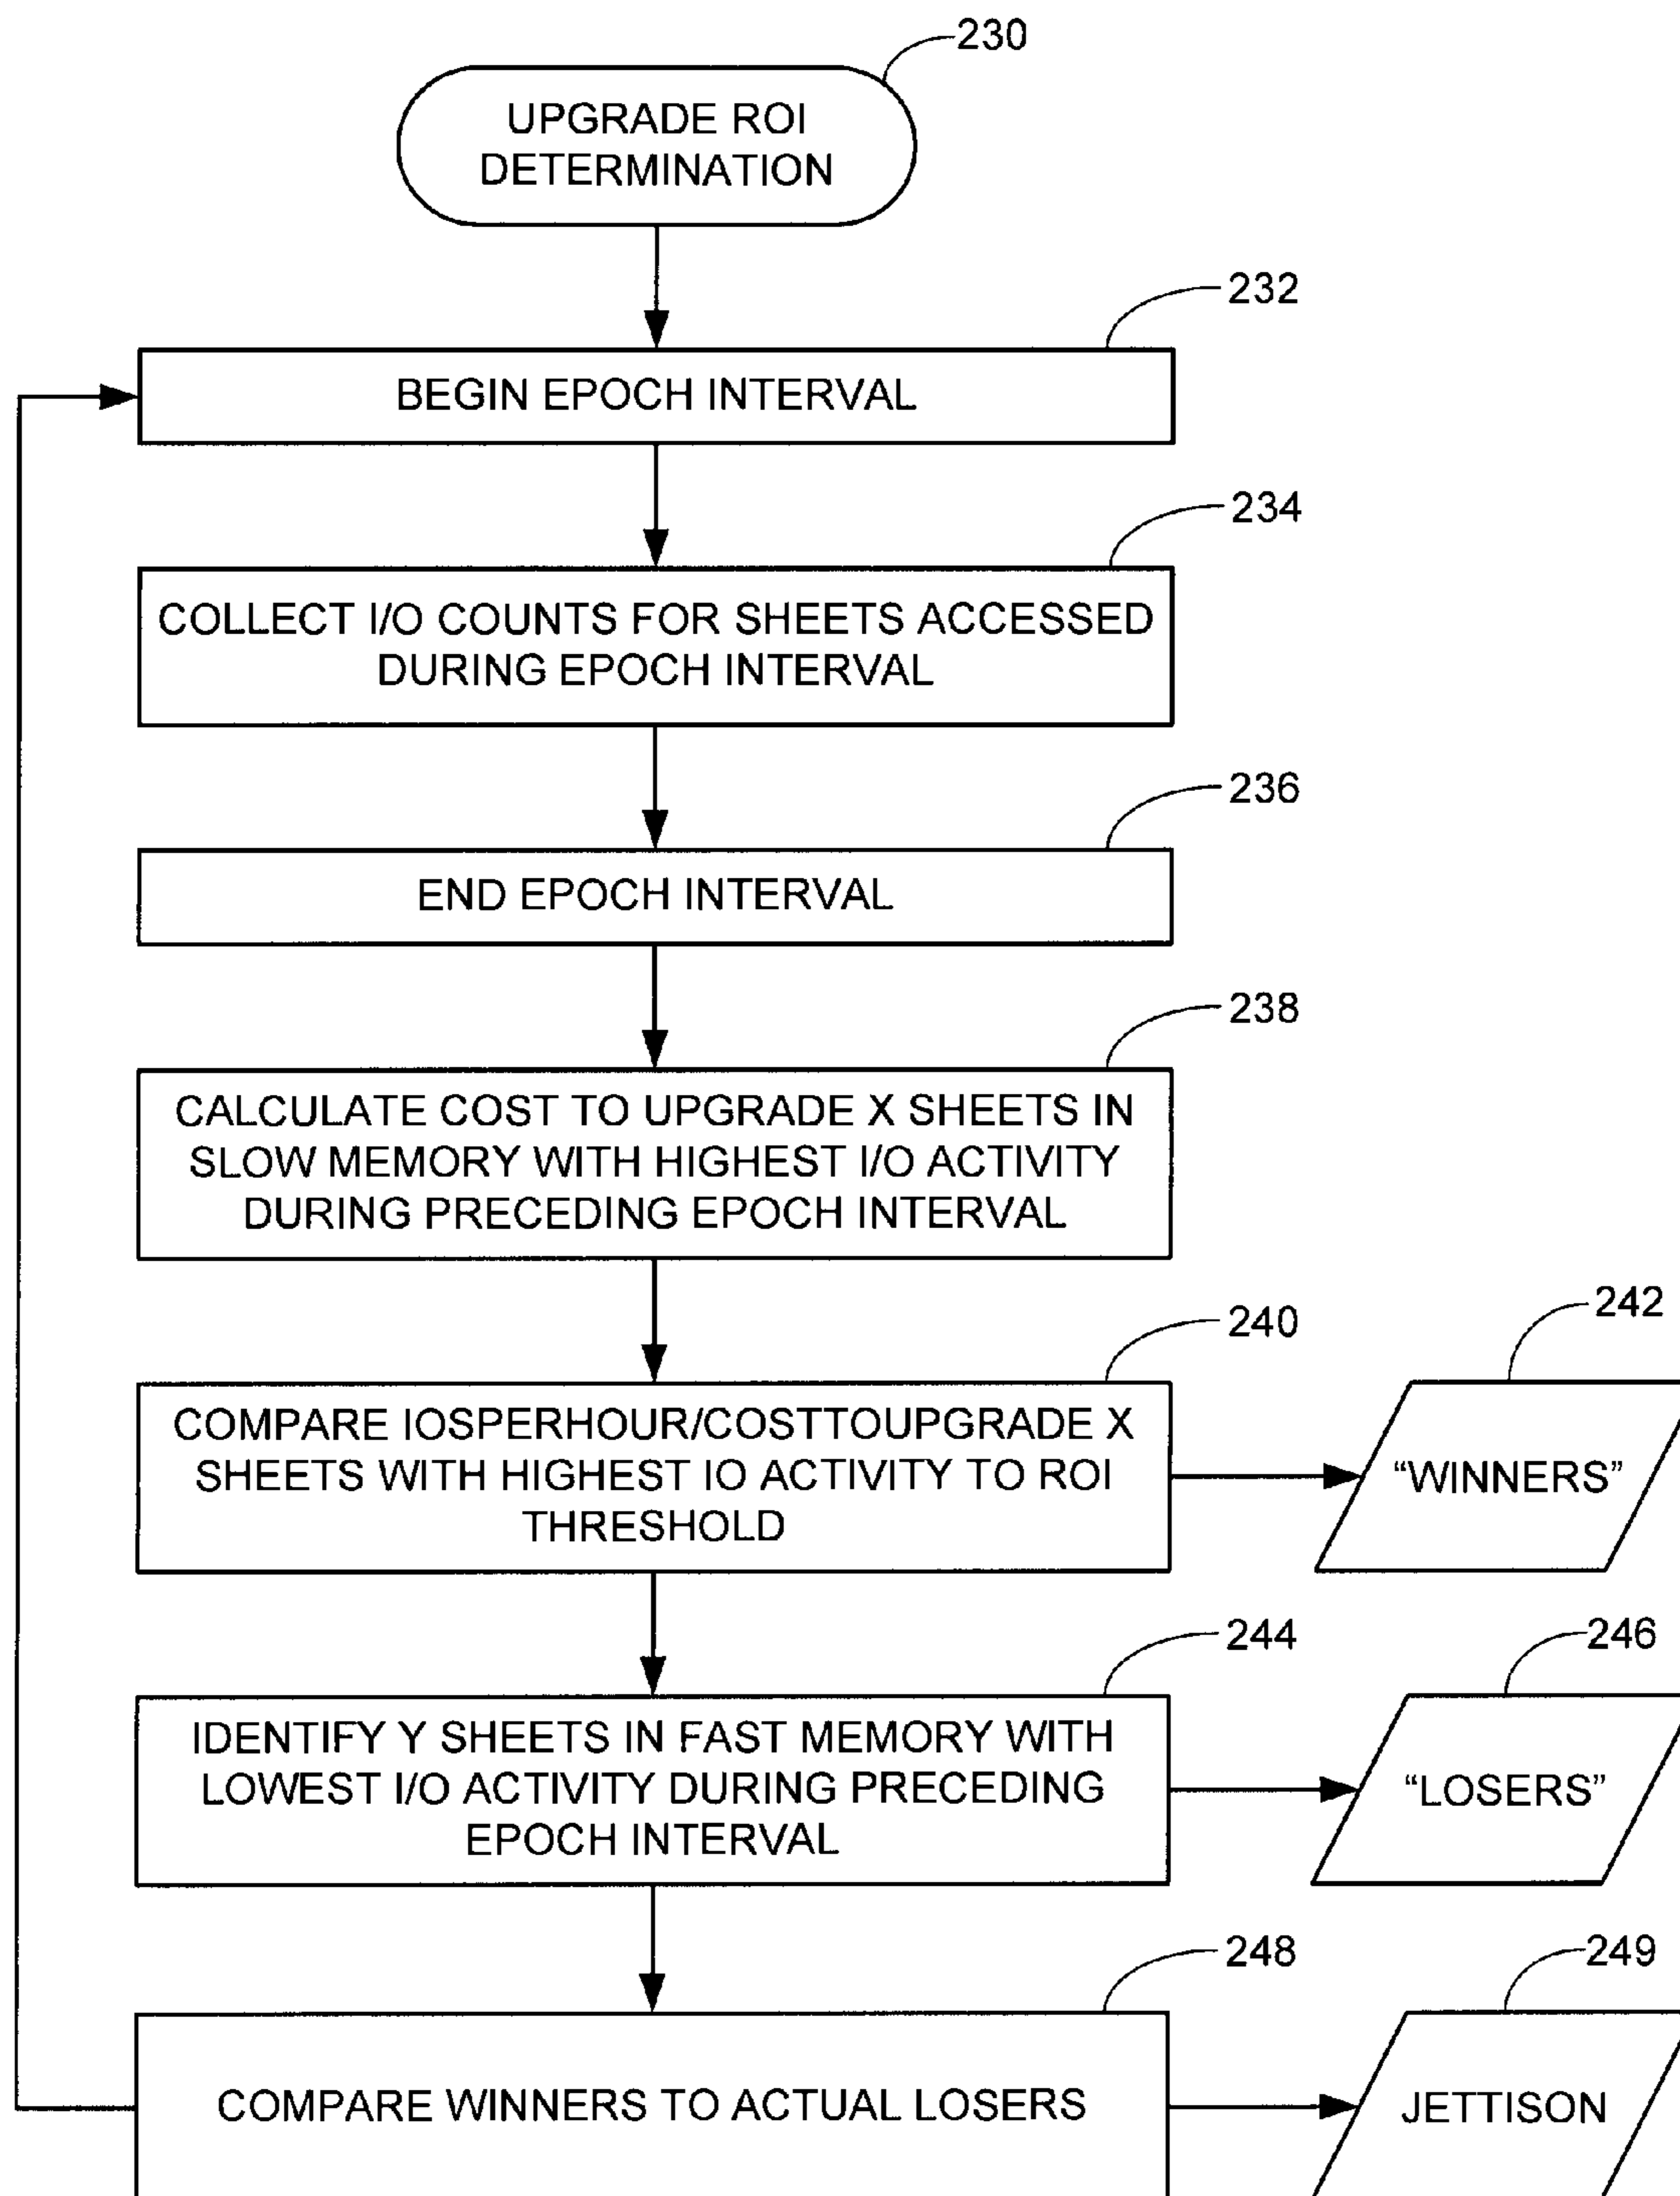 230
UPGRADE ROI
DETERMINATION
232
BEGIN EPOCH INTERVAL
234
COLLECT I/O COUNTS FOR SHEETS ACCESSED
DURING EPOCH INTERVAL
236
END EPOCH INTERVAL
238
CALCULATE COST TO UPGRADE X SHEETS IN
SLOW MEMORY WITH HIGHEST I/O ACTIVITY
DURING PRECEDING EPOCH INTERVAL
240
COMPARE IOSPERHOUR/COSTTOUPGRADE X
SHEETS WITH HIGHEST IO ACTIVITY TO ROI
THRESHOLD
242
“WINNERS”
244
IDENTIFY Y SHEETS IN FAST MEMORY WITH
LOWEST I/O ACTIVITY DURING PRECEDING
EPOCH INTERVAL
246
“LOSERS”
248
COMPARE WINNERS TO ACTUAL LOSERS
249
JETTISON